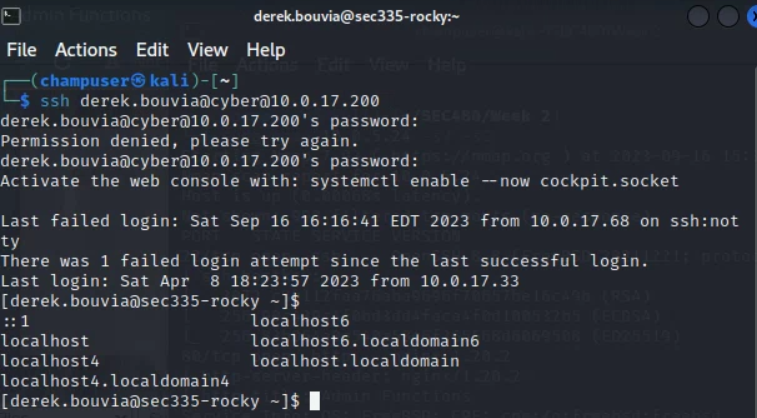 derek.bouvia@sec335-rocky:~
File Actions Edit View Help
┌──(champuser㉿kali)-[~]
└─$ ssh derek.bouvia@cyber@10.0.17.200
derek.bouvia@cyber@10.0.17.200's password:
Permission denied, please try again.
derek.bouvia@cyber@10.0.17.200's password:
Activate the web console with: systemctl enable --now cockpit.socket
Last failed login: Sat Sep 16 16:16:41 EDT 2023 from 10.0.17.68 on ssh:not
ty
There was 1 failed login attempt since the last successful login.
Last login: Sat Apr  8 18:23:57 2023 from 10.0.17.33
[derek.bouvia@sec335-rocky ~]$
::1 localhost6
localhost localhost6.localdomain6
localhost4 localhost.localdomain
localhost4.localdomain4
[derek.bouvia@sec335-rocky ~]$